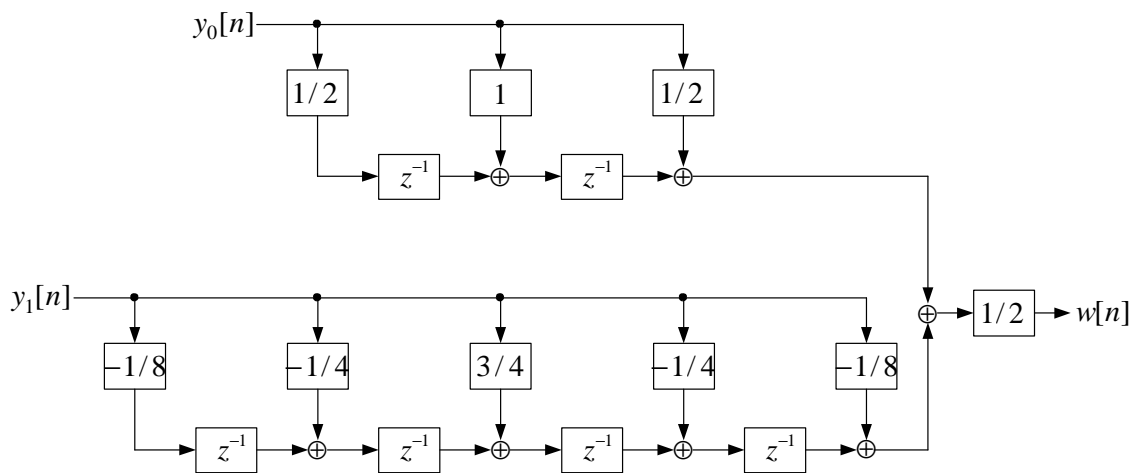 y₀[n]
1/2 1 1/2
z⁻¹ z⁻¹
y₁[n]
1/2 w[n]
−1/8 −1/4 3/4 −1/4 −1/8
z⁻¹ z⁻¹ z⁻¹ z⁻¹